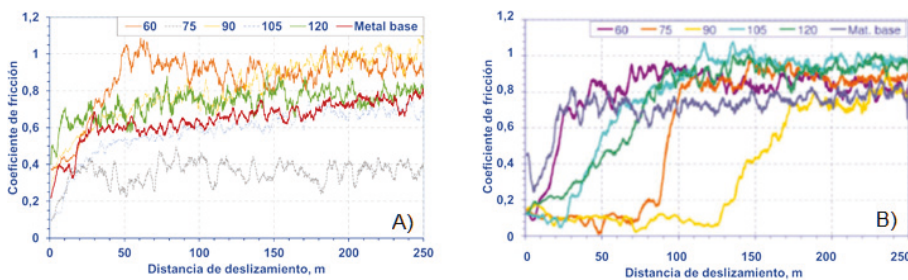 1,2
60 75 90 105 120 Metal base
1
0,8
0,6
0,4
0,2
0
Coeficiente de fricción
0 50 100 150 200 250
Distancia de deslizamiento, m
A)
1,2
60 75 90 105 120 Mat. base
1
0,8
0,6
0,4
0,2
0
Coeficiente de fricción
0 50 100 150 200 250
Distancia de deslizamiento, m
B)